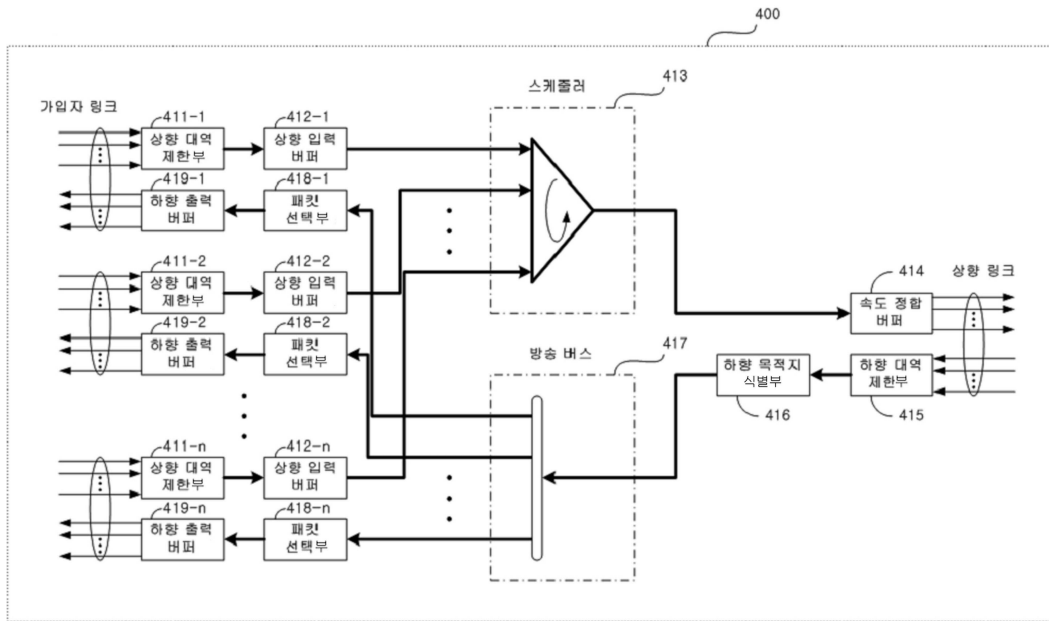 400
스케줄러
413
가입자 링크
411-1
412-1
상향 대역
제한부
상향 입력
버퍼
419-1
418-1
하향 출력
버퍼
패킷
선택부
411-2
412-2
상향 대역
제한부
상향 입력
버퍼
419-2
418-2
하향 출력
버퍼
패킷
선택부
411-n
412-n
상향 대역
제한부
상향 입력
버퍼
419-n
418-n
하향 출력
버퍼
패킷
선택부
방송 버스
417
414
상향 링크
속도 정합
버퍼
하향 목적지
식별부
416
하향 대역
제한부
415